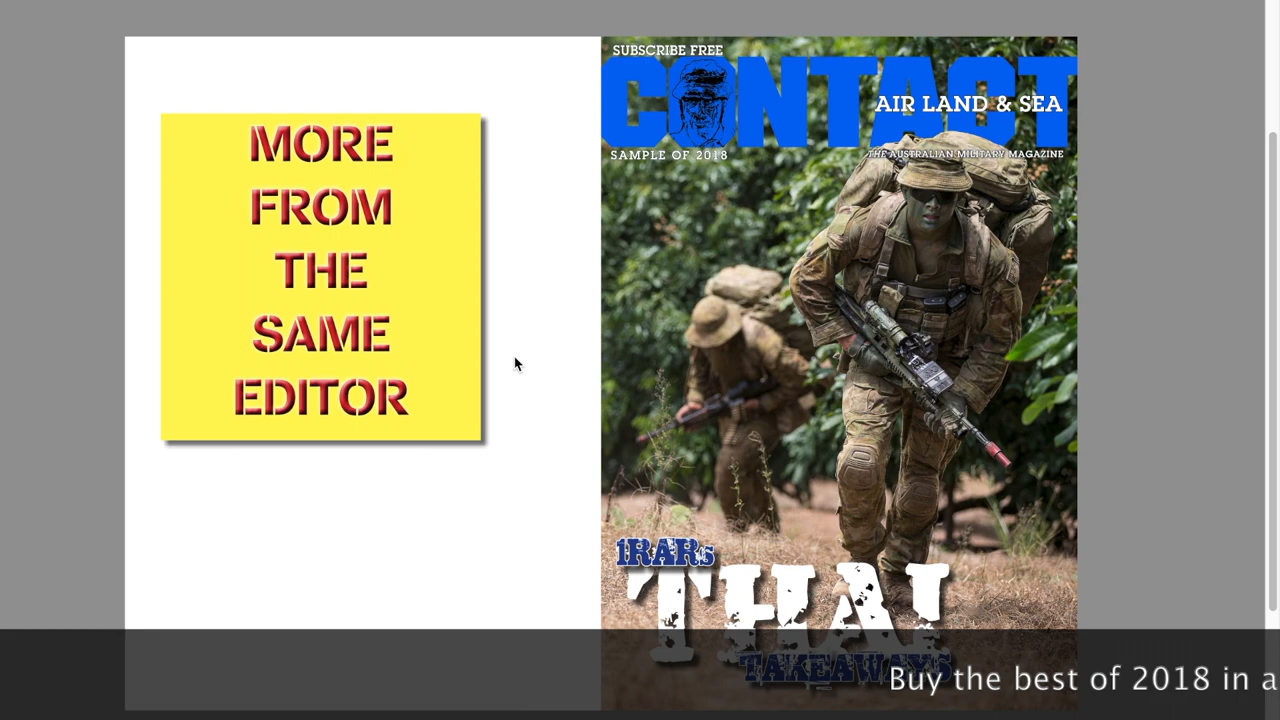 MORE
FROM
THE
SAME
EDITOR
SUBSCRIBE FREE
CONTACT
AIR LAND & SEA
SAMPLE OF 2018
THE AUSTRALIAN MILITARY MAGAZINE
1RARs
THAI
TAKEAWAYS
Buy the best of 2018 in a